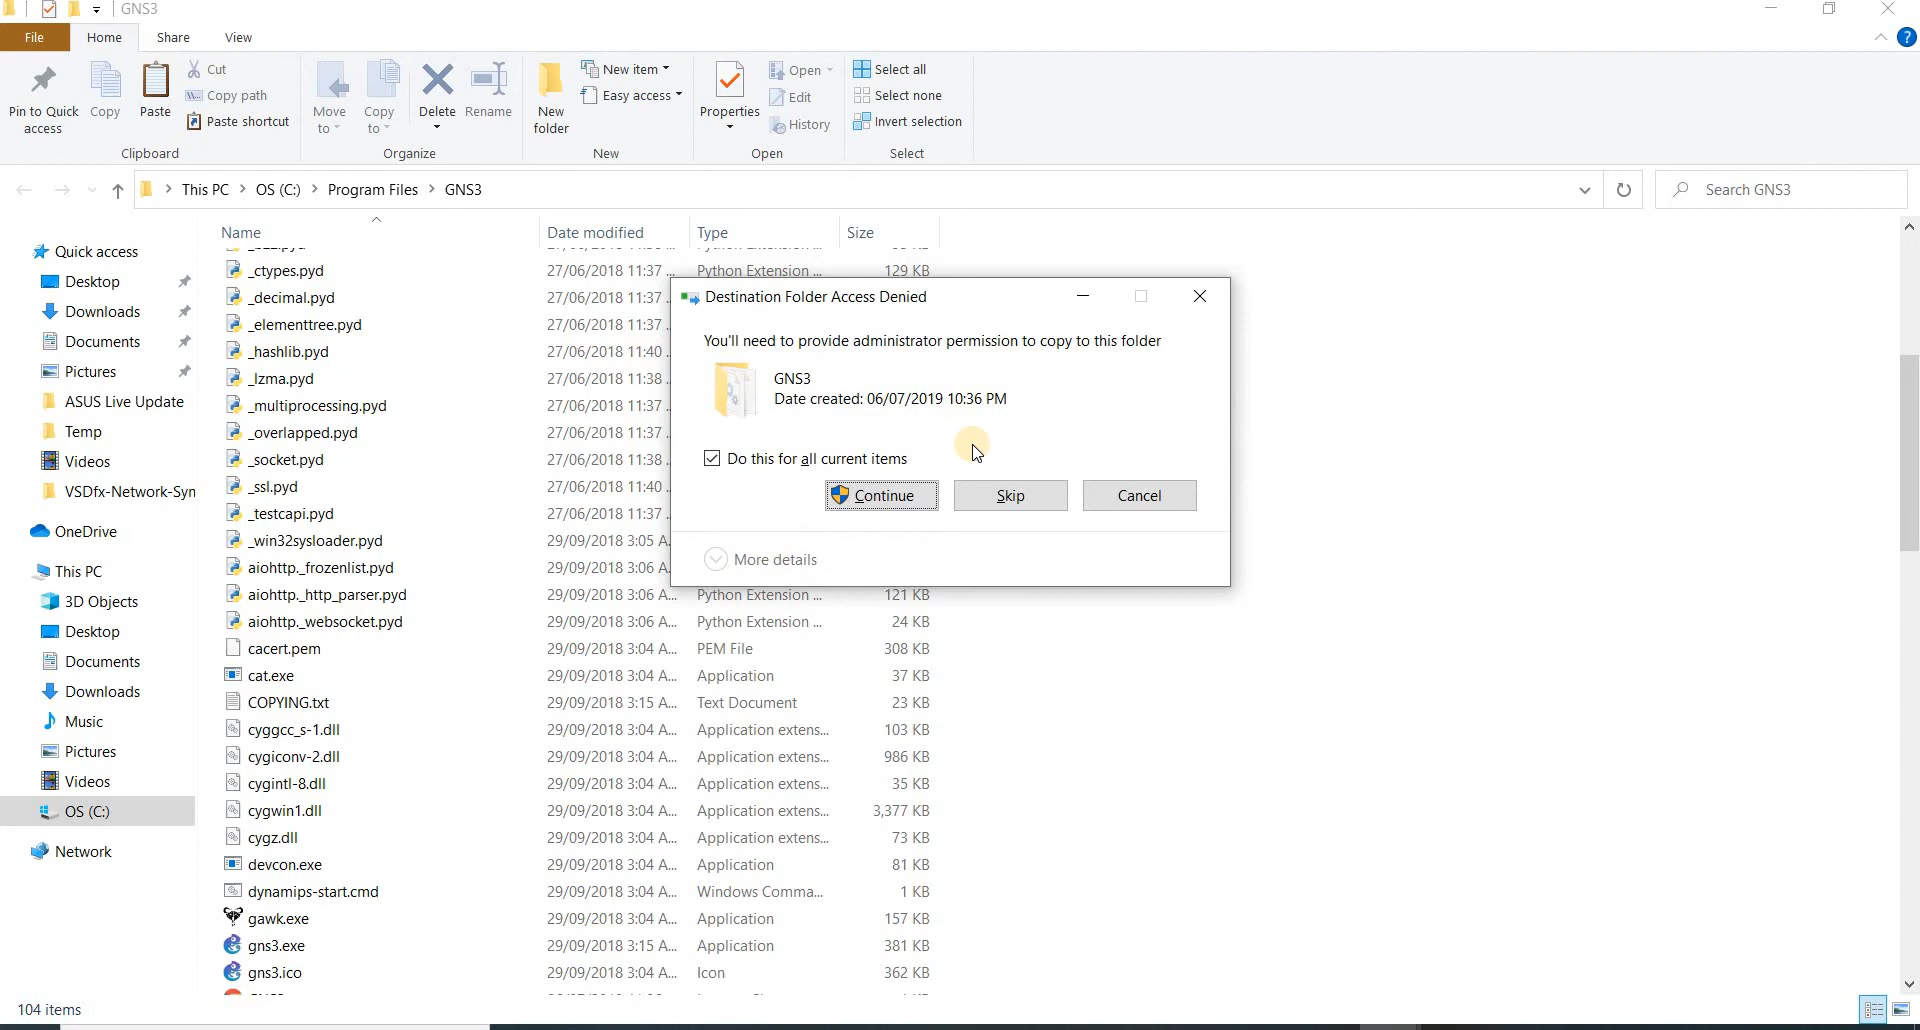 GNS3
File
Home
Share
View
Pin to Quick access
Copy
Paste
Cut
Copy path
Paste shortcut
Clipboard
Move to
Copy to
Delete
Rename
Organize
New folder
New item
Easy access
New
Properties
Open
Edit
History
Open
Select all
Select none
Invert selection
Select
This PC > OS (C:) > Program Files > GNS3
Search GNS3
Quick access
Desktop
Downloads
Documents
Pictures
ASUS Live Update
Temp
Videos
VSDfx-Network-Syn
OneDrive
This PC
3D Objects
Desktop
Documents
Downloads
Music
Pictures
Videos
OS (C:)
Network
Name Date modified Type Size
_ctypes.pyd 27/06/2018 11:37 ... Python Extension ... 129 KB
_decimal.pyd 27/06/2018 11:37 .
_elementtree.pyd 27/06/2018 11:37 .
_hashlib.pyd 27/06/2018 11:40 .
_lzma.pyd 27/06/2018 11:38 .
_multiprocessing.pyd 27/06/2018 11:37 .
_overlapped.pyd 27/06/2018 11:37 .
_socket.pyd 27/06/2018 11:38 .
_ssl.pyd 27/06/2018 11:40 .
_testcapi.pyd 27/06/2018 11:37 .
_win32sysloader.pyd 29/09/2018 3:05 A.
aiohttp._frozenlist.pyd 29/09/2018 3:06 A.
aiohttp._http_parser.pyd 29/09/2018 3:06 A... Python Extension ... 121 KB
aiohttp._websocket.pyd 29/09/2018 3:06 A... Python Extension ... 24 KB
cacert.pem 29/09/2018 3:04 A... PEM File 308 KB
cat.exe 29/09/2018 3:04 A... Application 37 KB
COPYING.txt 29/09/2018 3:15 A... Text Document 23 KB
cyggcc_s-1.dll 29/09/2018 3:04 A... Application extens... 103 KB
cygiconv-2.dll 29/09/2018 3:04 A... Application extens... 986 KB
cygintl-8.dll 29/09/2018 3:04 A... Application extens... 35 KB
cygwin1.dll 29/09/2018 3:04 A... Application extens... 3,377 KB
cygz.dll 29/09/2018 3:04 A... Application extens... 73 KB
devcon.exe 29/09/2018 3:04 A... Application 81 KB
dynamips-start.cmd 29/09/2018 3:04 A... Windows Comma... 1 KB
gawk.exe 29/09/2018 3:04 A... Application 157 KB
gns3.exe 29/09/2018 3:15 A... Application 381 KB
gns3.ico 29/09/2018 3:04 A... Icon 362 KB
Destination Folder Access Denied
You'll need to provide administrator permission to copy to this folder
GNS3
Date created: 06/07/2019 10:36 PM
Do this for all current items
Continue
Skip
Cancel
More details
104 items